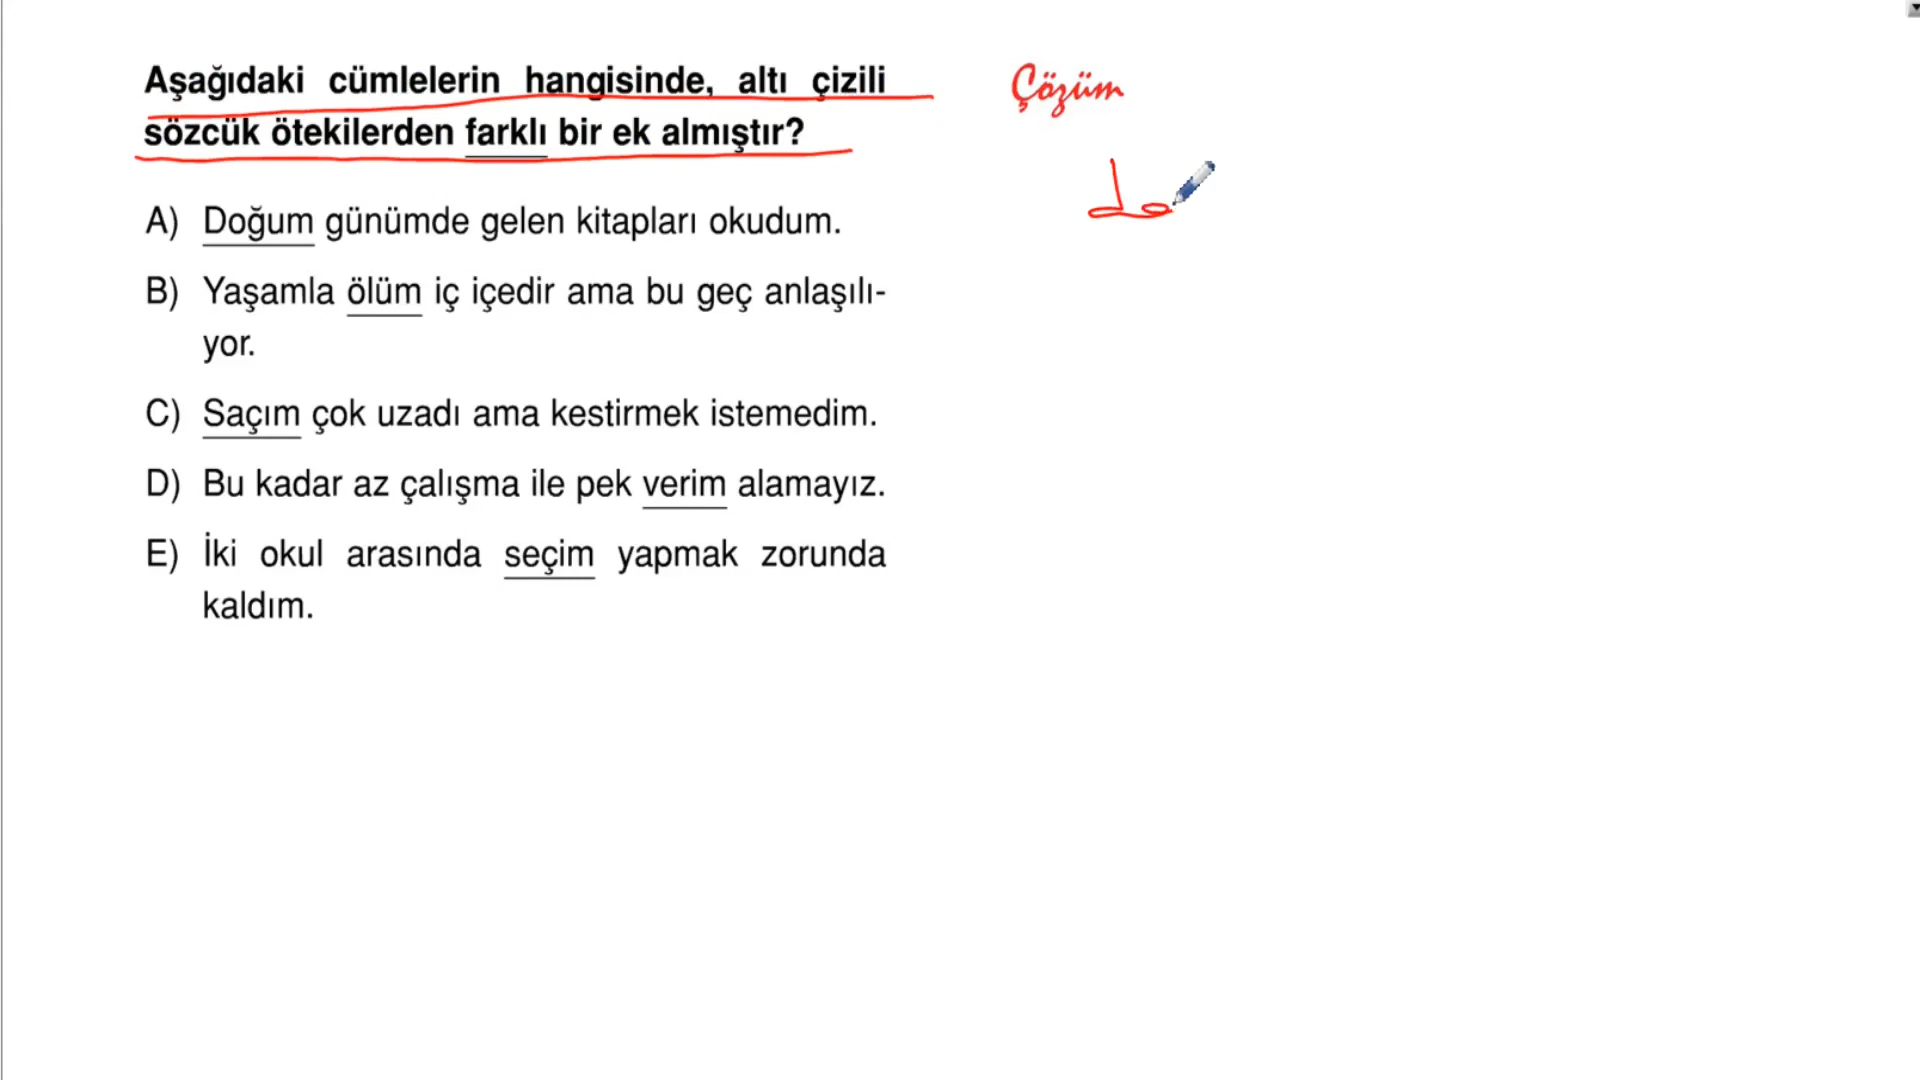 Aşağıdaki cümlelerin hangisinde, altı çizili
sözcük ötekilerden farklı bir ek almıştır?
A) Doğum günümde gelen kitapları okudum.
B) Yaşamla ölüm iç içedir ama bu geç anlaşılı-
yor.
C) Saçım çok uzadı ama kestirmek istemedim.
D) Bu kadar az çalışma ile pek verim alamayız.
E) İki okul arasında seçim yapmak zorunda
kaldım.
Çözüm
do